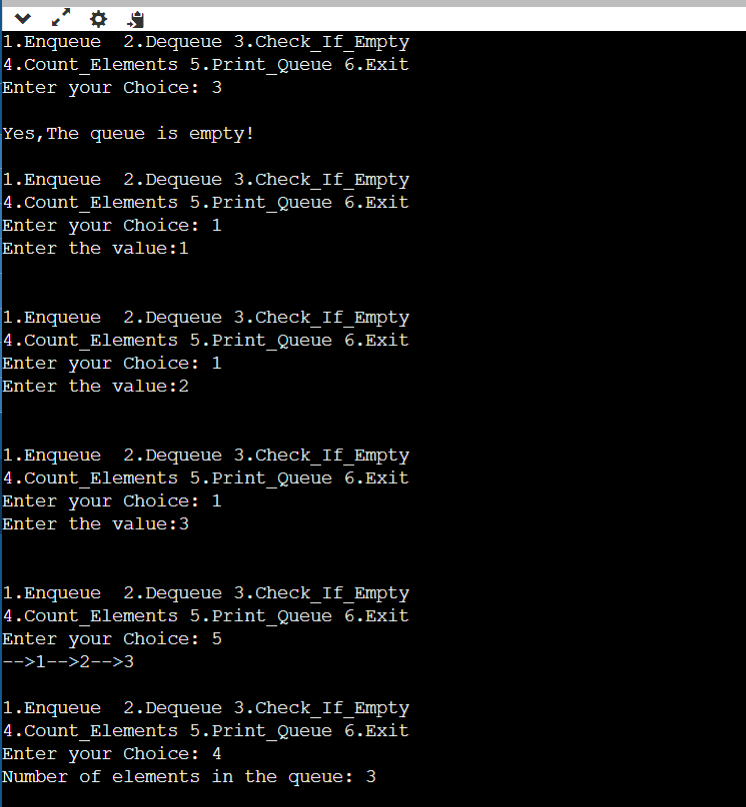 1.Enqueue  2.Dequeue 3.Check_If_Empty
4.Count_Elements 5.Print_Queue 6.Exit
Enter your Choice: 3
Yes,The queue is empty!
1.Enqueue  2.Dequeue 3.Check_If_Empty
4.Count_Elements 5.Print_Queue 6.Exit
Enter your Choice: 1
Enter the value:1
1.Enqueue  2.Dequeue 3.Check_If_Empty
4.Count_Elements 5.Print_Queue 6.Exit
Enter your Choice: 1
Enter the value:2
1.Enqueue  2.Dequeue 3.Check_If_Empty
4.Count_Elements 5.Print_Queue 6.Exit
Enter your Choice: 1
Enter the value:3
1.Enqueue  2.Dequeue 3.Check_If_Empty
4.Count_Elements 5.Print_Queue 6.Exit
Enter your Choice: 5
-->1-->2-->3
1.Enqueue  2.Dequeue 3.Check_If_Empty
4.Count_Elements 5.Print_Queue 6.Exit
Enter your Choice: 4
Number of elements in the queue: 3